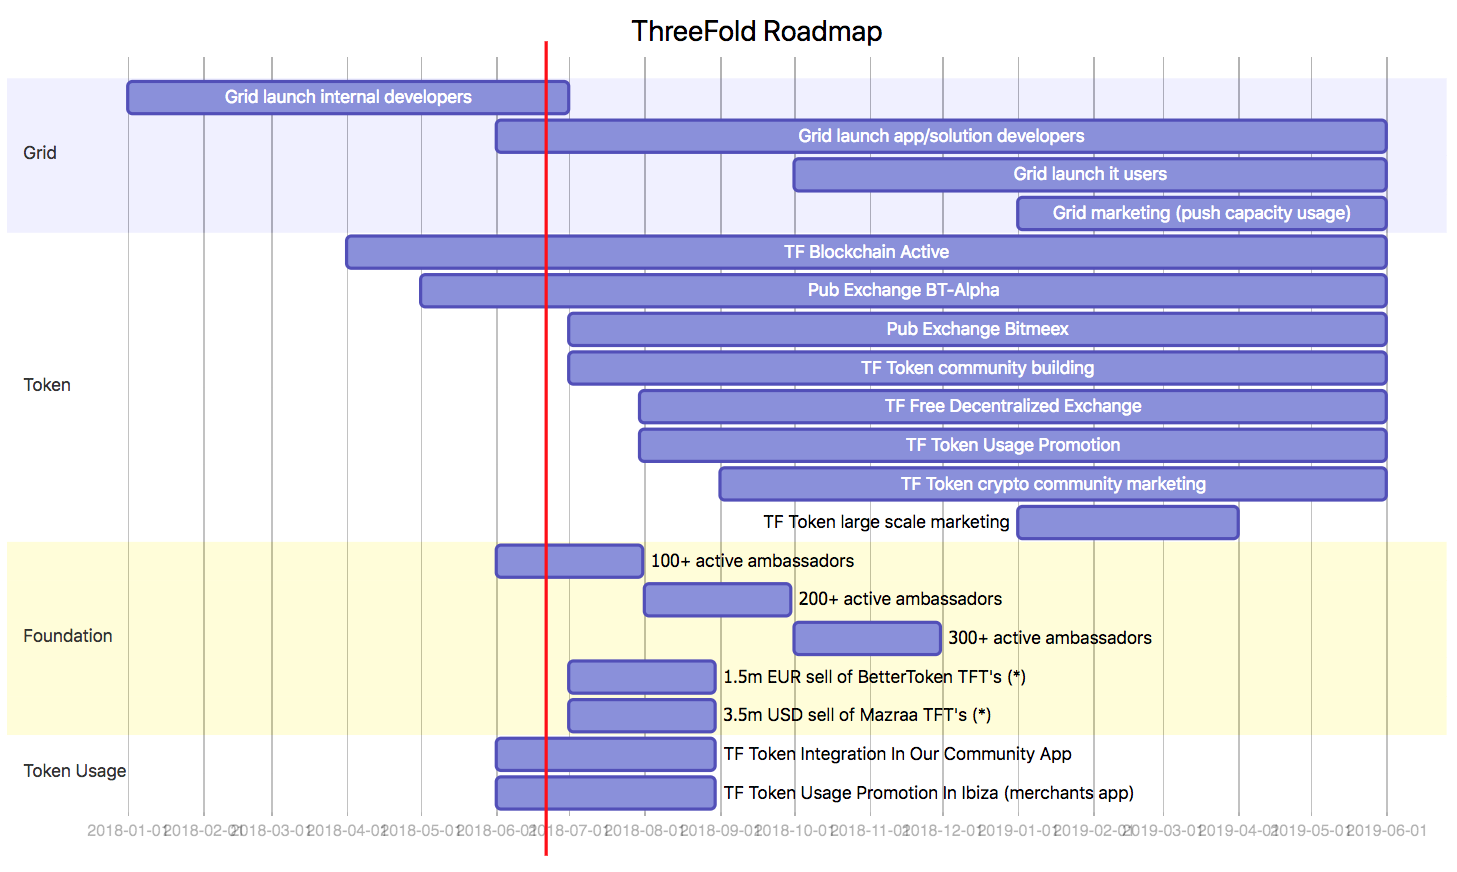 ThreeFold Roadmap
Grid
Grid launch internal developers
Grid launch app/solution developers
Grid launch it users
Grid marketing (push capacity usage)
Token
TF Blockchain Active
Pub Exchange BT-Alpha
Pub Exchange Bitmeex
TF Token community building
TF Free Decentralized Exchange
TF Token Usage Promotion
TF Token crypto community marketing
TF Token large scale marketing
Foundation
100+ active ambassadors
200+ active ambassadors
300+ active ambassadors
1.5m EUR sell of BetterToken TFT's (*)
3.5m USD sell of Mazraa TFT's (*)
Token Usage
TF Token Integration In Our Community App
TF Token Usage Promotion In Ibiza (merchants app)
2018-01-01 2018-02-01 2018-03-01 2018-04-01 2018-05-01 2018-06-01 2018-07-01 2018-08-01 2018-09-01 2018-10-01 2018-11-01 2018-12-01 2019-01-01 2019-02-01 2019-03-01 2019-04-01 2019-05-01 2019-06-01